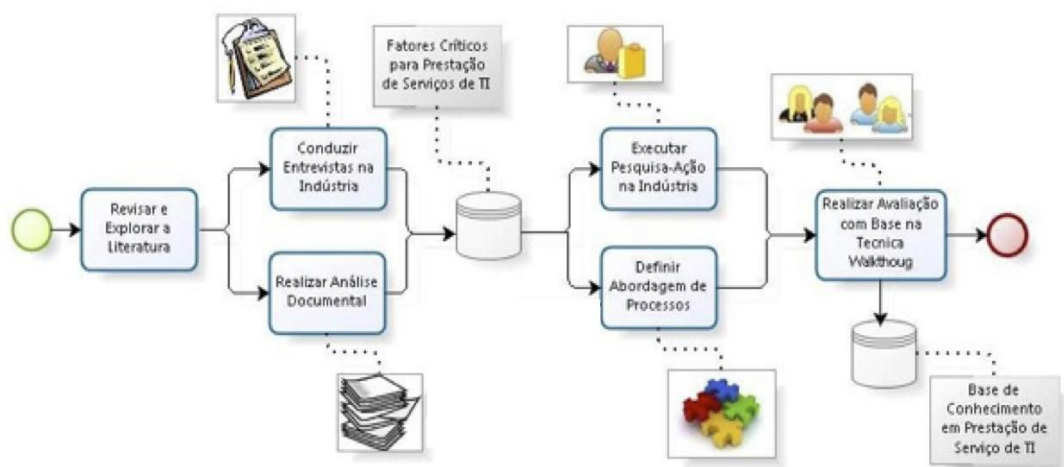 Fatores Críticos
para Prestação
de Serviços de TI
Conduzir
Entrevistas na
Indústria
Executar
Pesquisa-Ação
na Indústria
Revisar e
Explorar a
Literatura
Realizar Avaliação
com Base na
Tecnica
Walkthoug
Realizar Análise
Documental
Definir
Abordagem de
Processos
Base de
Conhecimento
em Prestação de
Serviço de TI